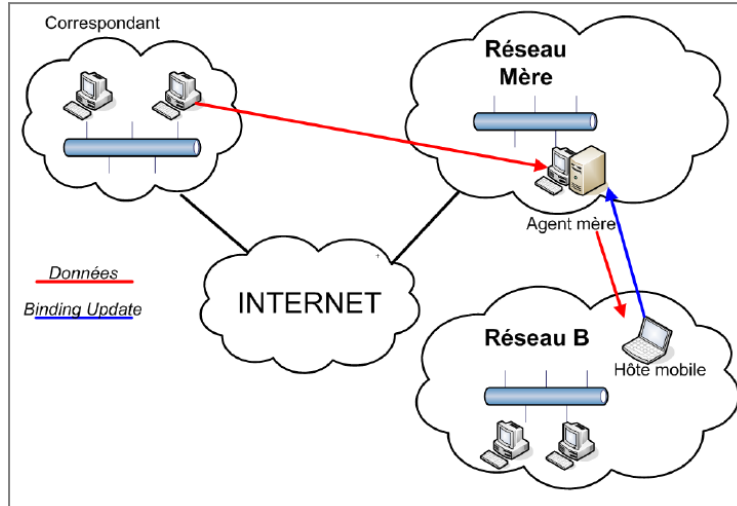 Correspondant
Réseau
Mère
Agent mère
Données
Binding Update
INTERNET
Réseau B
Hôte mobile